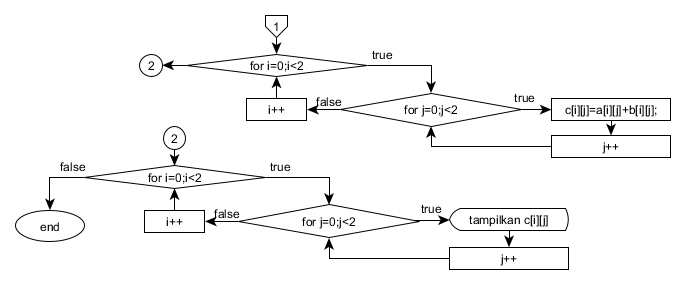 1
for i=0;i<2
true
2
for j=0;j<2
false
true
i++
c[i][j]=a[i][j]+b[i][j];
j++
2
for i=0;i<2
false
true
end
i++
false
for j=0;j<2
true
tampilkan c[i][j]
j++